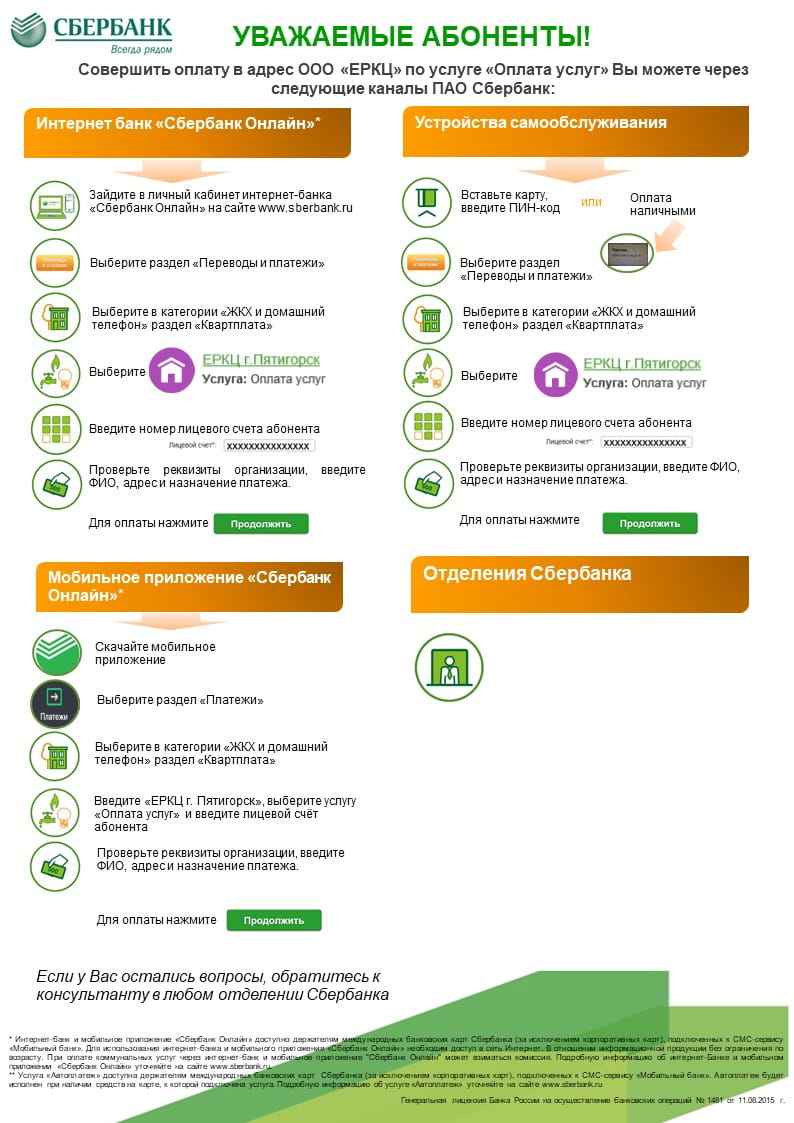 СБЕРБАНК
Всегда рядом
УВАЖАЕМЫЕ АБОНЕНТЫ!
Совершить оплату в адрес ООО «ЕРКЦ» по услуге «Оплата услуг» Вы можете через
следующие каналы ПАО Сбербанк:
Интернет банк «Сбербанк Онлайн»*
Зайдите в личный кабинет интернет-банка
«Сбербанк Онлайн» на сайте www.sberbank.ru
Выберите раздел «Переводы и платежи»
Выберите в категории «ЖКХ и домашний
телефон» раздел «Квартплата»
Выберите
ЕРКЦ г.Пятигорск
Услуга: Оплата услуг
Введите номер лицевого счета абонента
Лицевой счет*: xxxxxxxxxxxxxxx
Проверьте реквизиты организации, введите
ФИО, адрес и назначение платежа.
Для оплаты нажмите Продолжить
Устройства самообслуживания
Вставьте карту,
введите ПИН-код
или
Оплата
наличными
Выберите раздел
«Переводы и платежи»
Выберите в категории «ЖКХ и домашний
телефон» раздел «Квартплата»
Выберите
ЕРКЦ г.Пятигорск
Услуга: Оплата услуг
Введите номер лицевого счета абонента
Лицевой счет*: xxxxxxxxxxxxxxx
Проверьте реквизиты организации, введите ФИО,
адрес и назначение платежа.
Для оплаты нажмите Продолжить
Мобильное приложение «Сбербанк
Онлайн»*
Скачайте мобильное
приложение
Платежи
Выберите раздел «Платежи»
Выберите в категории «ЖКХ и домашний
телефон» раздел «Квартплата»
Введите «ЕРКЦ г. Пятигорск», выберите услугу
«Оплата услуг» и введите лицевой счёт
абонента
Проверьте реквизиты организации, введите
ФИО, адрес и назначение платежа.
Для оплаты нажмите Продолжить
Отделения Сбербанка
Если у Вас остались вопросы, обратитесь к
консультанту в любом отделении Сбербанка
* Интернет-банк и мобильное приложение «Сбербанк Онлайн» доступно держателям международных банковских карт Сбербанка (за исключением корпоративных карт), подключенных к СМС-сервису
«Мобильный банк». Для использования интернет-банка и мобильного приложения «Сбербанк Онлайн» необходим доступ в сеть Интернет. В отношении информационной продукции без ограничения по
возрасту. При оплате коммунальных услуг через интернет-банк и мобильное приложение "Сбербанк Онлайн" может взиматься комиссия. Подробную информацию об интернет-Банке и мобильном
приложении «Сбербанк Онлайн» уточняйте на сайте www.sberbank.ru.
** Услуга «Автоплатеж» доступна держателям международных банковских карт Сбербанка (за исключением корпоративных карт), подключенных к СМС-сервису «Мобильный банк». Автоплатеж будет
исполнен при наличии средств на карте, к которой подключена услуга. Подробную информацию об услуге «Автоплатеж» уточняйте на сайте www.sberbank.ru
Генеральная лицензия Банка России на осуществление банковских операций № 1481 от 11.08.2015 г.